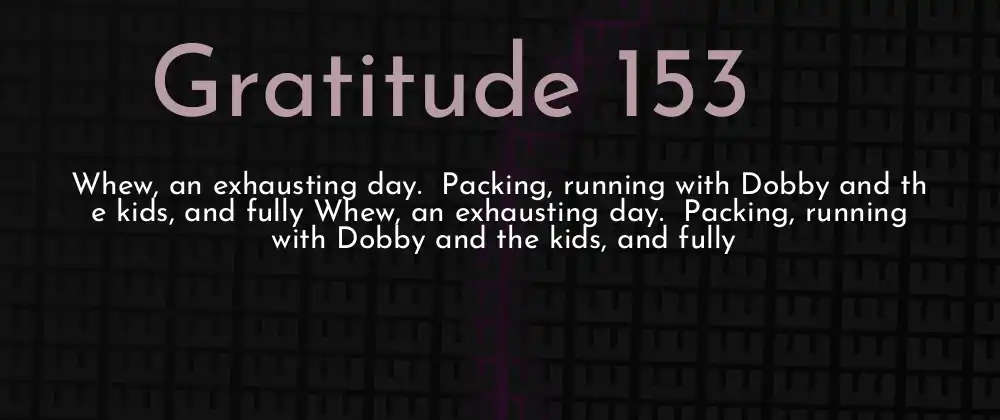 Gratitude 153
Whew, an exhausting day.  Packing, running with Dobby and th
e kids, and fully Whew, an exhausting day.  Packing, running
with Dobby and the kids, and fully